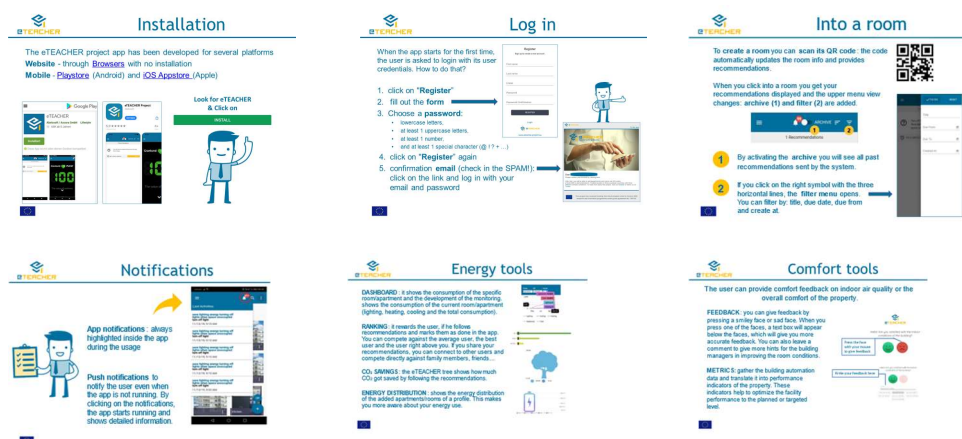 eTEACHER
Installation
The eTEACHER project app has been developed for several platforms
Website - through Browsers with no installation
Mobile - Playstore (Android) and iOS Appstore (Apple)
Google Play
eTEACHER
eTEACHER Project
100
Look for eTEACHER
& Click on
INSTALL
eTEACHER
Log in
When the app starts for the first time,
the user is asked to login with its user
credentials. How to do that?
1. click on "Register"
2. fill out the form
3. Choose a password:
• lowercase letters,
• at least 1 uppercase letters,
• at least 1 number,
• and at least 1 special character (@ ! ? + ...)
4. click on "Register" again
5. confirmation email (check in the SPAM!):
click on the link and log in with your
email and password
Register
eTEACHER
Into a room
To create a room you can scan its QR code : the code
automatically updates the room info and provides
recommendations.
When you click into a room you get your
recommendations displayed and the upper menu view
changes: archive (1) and filter (2) are added.
ARCHIVE
1 Recommendations
1
2
1 By activating the archive you will see all past
recommendations sent by the system.
2 If you click on the right symbol with the three
horizontal lines, the filter menu opens.
You can filter by: title, due date, due from
and create at.
eTEACHER
Notifications
App notifications : always
highlighted inside the app
during the usage
Push notifications to
notify the user even when
the app is not running. By
clicking on the notifications,
the app starts running and
shows detailed information.
eTEACHER
Energy tools
DASHBOARD : it shows the consumption of the specific
room/apartment and the development of the monitoring.
shows the consumption of the current room/apartment
(lighting, heating, cooling and the total consumption).
RANKING : it rewards the user, if he follows
recommendations and marks them as done in the app.
You can compete against the average user, the best
user and the user right above you. If you share your
recommendations, you can connect to other users and
compete directly against family members, friends....
CO₂ SAVINGS : the eTEACHER tree shows how much
CO₂ got saved by following the recommendations.
ENERGY DISTRIBUTION : shows the energy distribution
of the added apartments/rooms of a profile. This makes
you more aware about your energy use.
eTEACHER
Comfort tools
The user can provide comfort feedback on indoor air quality or the
overall comfort of the property.
FEEDBACK : you can give feedback by
pressing a smiley face or sad face. When you
press one of the faces, a text box will appear
below the faces, which will give you more
accurate feedback. You can also leave a
comment to give more hints for the building
managers in improving the room conditions.
METRICS: gather the building automation
data and translate it into performance
indicators of the property. These
indicators help to optimize the facility
performance to the planned or targeted
level.
Press the face
with your mouse
to give feedback
Write your feedback here